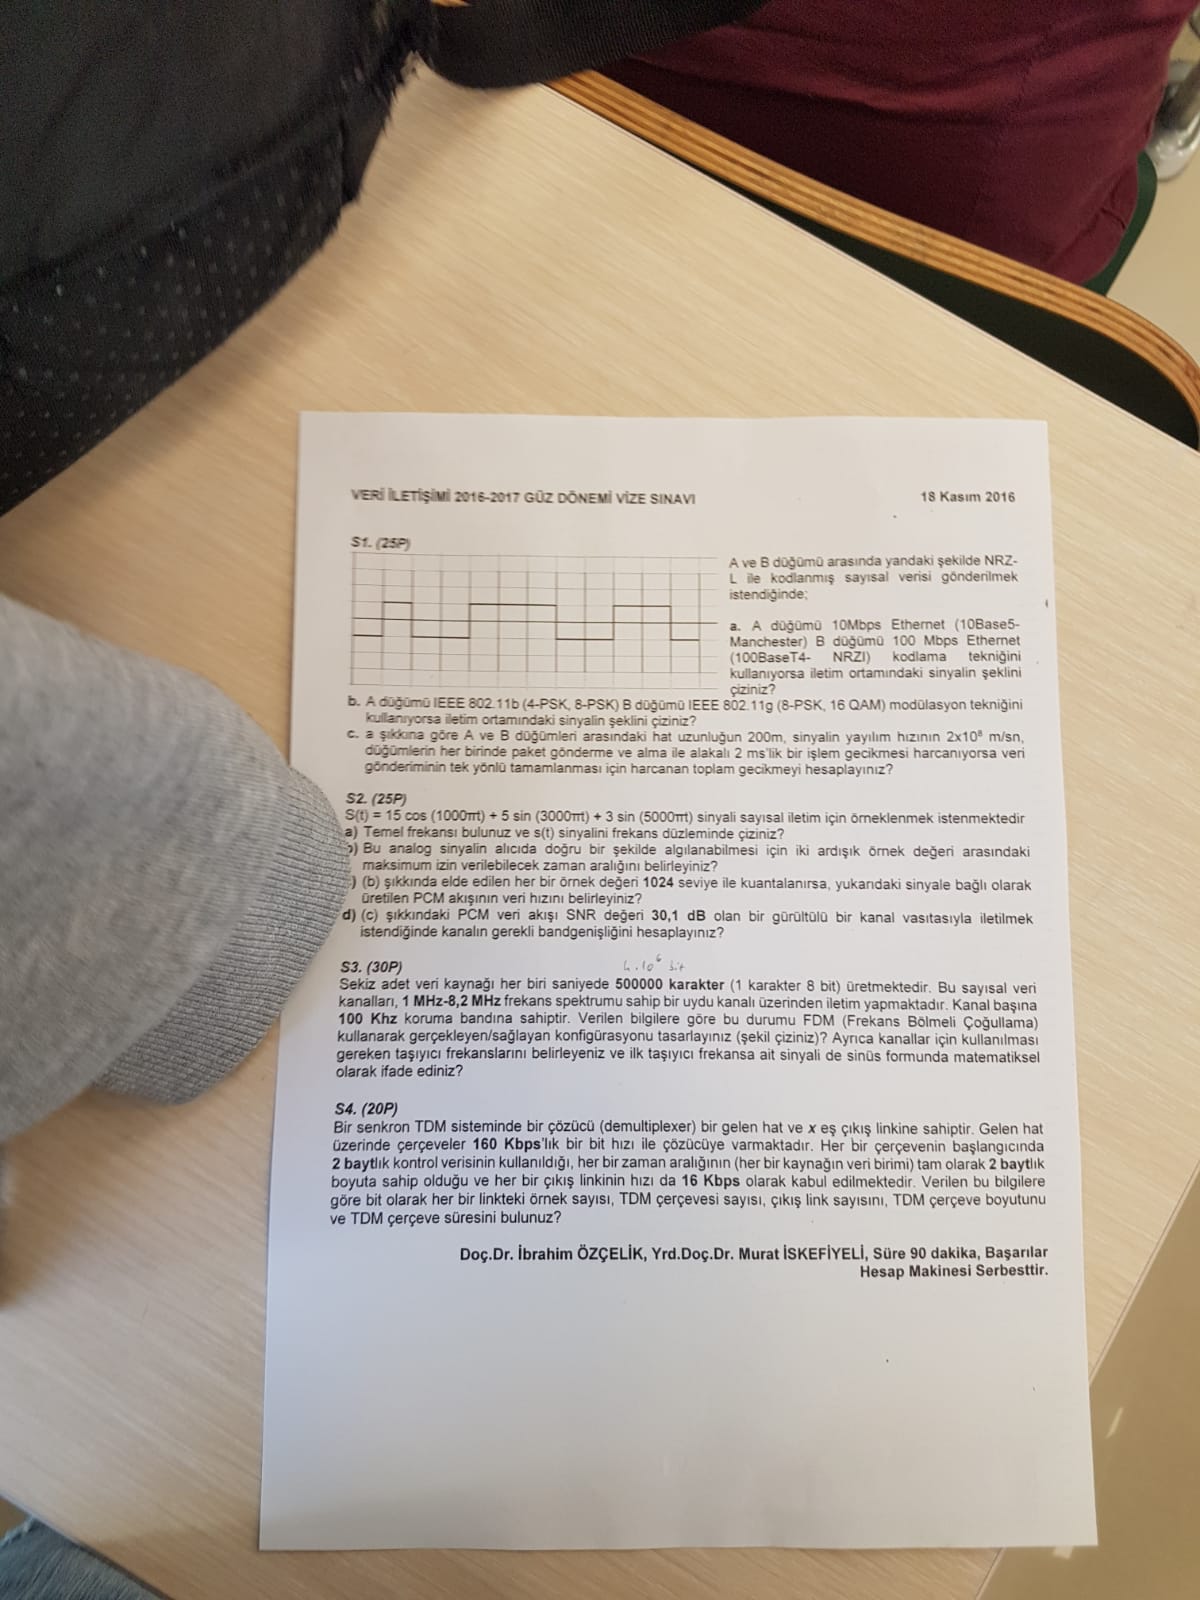 VERİ İLETİŞİMİ 2016-2017 GÜZ DÖNEMİ VİZE SINAVI 18 Kasım 2016
S1. (25P)
A ve B düğümü arasında yandaki şekilde NRZ-
L ile kodlanmış sayısal verisi gönderilmek
istendiğinde;
a. A düğümü 10Mbps Ethernet (10Base5-
Manchester) B düğümü 100 Mbps Ethernet
(100BaseT4- NRZI) kodlama tekniğini
kullanıyorsa iletim ortamındaki sinyalin şeklini
çiziniz?
b. A düğümü IEEE 802.11b (4-PSK, 8-PSK) B düğümü IEEE 802.11g (8-PSK, 16 QAM) modülasyon tekniğini
kullanıyorsa iletim ortamındaki sinyalin şeklini çiziniz?
c. a şıkkına göre A ve B düğümleri arasındaki hat uzunluğun 200m, sinyalin yayılım hızının 2x10⁸ m/sn,
düğümlerin her birinde paket gönderme ve alma ile alakalı 2 ms'lik bir işlem gecikmesi harcanıyorsa veri
gönderiminin tek yönlü tamamlanması için harcanan toplam gecikmeyi hesaplayınız?
S2. (25P)
S(t) = 15 cos (1000πt) + 5 sin (3000πt) + 3 sin (5000πt) sinyali sayısal iletim için örneklenmek istenmektedir
a) Temel frekansı bulunuz ve s(t) sinyalini frekans düzleminde çiziniz?
) Bu analog sinyalin alıcıda doğru bir şekilde algılanabilmesi için iki ardışık örnek değeri arasındaki
maksimum izin verilebilecek zaman aralığını belirleyiniz?
) (b) şıkkında elde edilen her bir örnek değeri 1024 seviye ile kuantalanırsa, yukarıdaki sinyale bağlı olarak
üretilen PCM akışının veri hızını belirleyiniz?
d) (c) şıkkındaki PCM veri akışı SNR değeri 30,1 dB olan bir gürültülü bir kanal vasıtasıyla iletilmek
istendiğinde kanalın gerekli bandgenişliğini hesaplayınız?
S3. (30P) 4.10⁶ bit
Sekiz adet veri kaynağı her biri saniyede 500000 karakter (1 karakter 8 bit) üretmektedir. Bu sayısal veri
kanalları, 1 MHz-8,2 MHz frekans spektrumu sahip bir uydu kanalı üzerinden iletim yapmaktadır. Kanal başına
100 Khz koruma bandına sahiptir. Verilen bilgilere göre bu durumu FDM (Frekans Bölmeli Çoğullama)
kullanarak gerçekleyen/sağlayan konfigürasyonu tasarlayınız (şekil çiziniz)? Ayrıca kanallar için kullanılması
gereken taşıyıcı frekanslarını belirleyeniz ve ilk taşıyıcı frekansa ait sinyali de sinüs formunda matematiksel
olarak ifade ediniz?
S4. (20P)
Bir senkron TDM sisteminde bir çözücü (demultiplexer) bir gelen hat ve x eş çıkış linkine sahiptir. Gelen hat
üzerinde çerçeveler 160 Kbps'lık bir bit hızı ile çözücüye varmaktadır. Her bir çerçevenin başlangıcında
2 baytlık kontrol verisinin kullanıldığı, her bir zaman aralığının (her bir kaynağın veri birimi) tam olarak 2 baytlık
boyuta sahip olduğu ve her bir çıkış linkinin hızı da 16 Kbps olarak kabul edilmektedir. Verilen bu bilgilere
göre bit olarak her bir linkteki örnek sayısı, TDM çerçevesi sayısı, çıkış link sayısını, TDM çerçeve boyutunu
ve TDM çerçeve süresini bulunuz?
Doç.Dr. İbrahim ÖZÇELİK, Yrd.Doç.Dr. Murat İSKEFİYELİ, Süre 90 dakika, Başarılar
Hesap Makinesi Serbesttir.